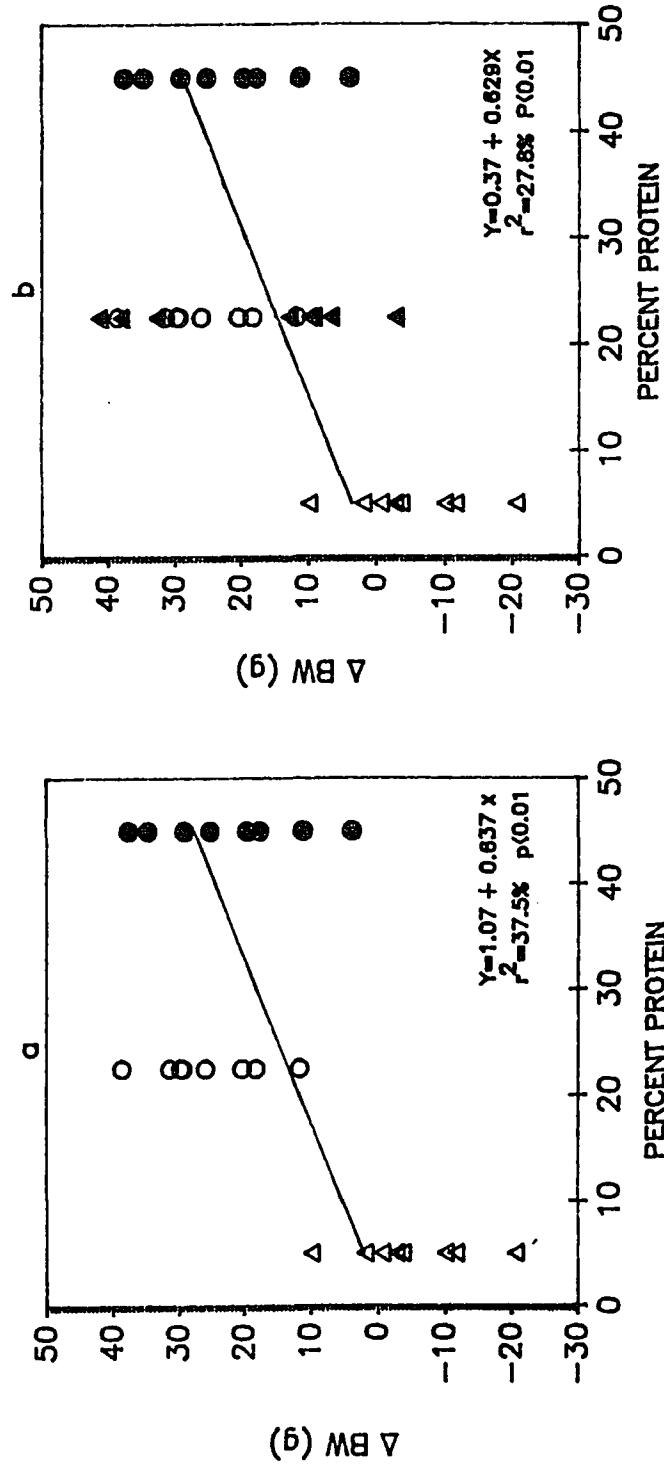 a
50
40
30
20
10
0
−10
−20
−30
Δ BW (g)
Y=1.07 + 0.637 X
r²=37.5% p<0.01
0 10 20 30 40 50
PERCENT PROTEIN
b
50
40
30
20
10
0
−10
−20
−30
Δ BW (g)
Y=0.37 + 0.629X
r²=27.8% P<0.01
0 10 20 30 40 50
PERCENT PROTEIN